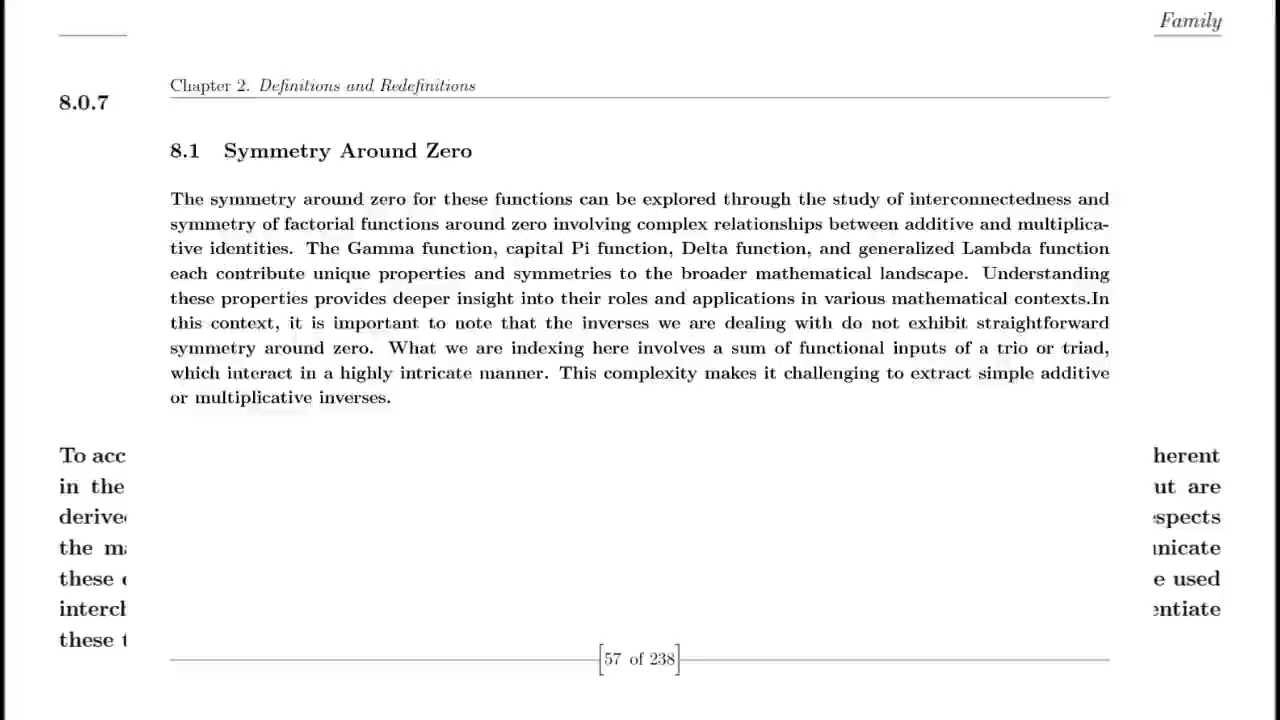 Family
Chapter 2. Definitions and Redefinitions
8.0.7
8.1 Symmetry Around Zero
The symmetry around zero for these functions can be explored through the study of interconnectedness and
symmetry of factorial functions around zero involving complex relationships between additive and multiplica-
tive identities. The Gamma function, capital Pi function, Delta function, and generalized Lambda function
each contribute unique properties and symmetries to the broader mathematical landscape. Understanding
these properties provides deeper insight into their roles and applications in various mathematical contexts.In
this context, it is important to note that the inverses we are dealing with do not exhibit straightforward
symmetry around zero. What we are indexing here involves a sum of functional inputs of a trio or triad,
which interact in a highly intricate manner. This complexity makes it challenging to extract simple additive
or multiplicative inverses.
To acc herent
in the ut are
derive spects
the m nicate
these e used
interch entiate
these t
57 of 238